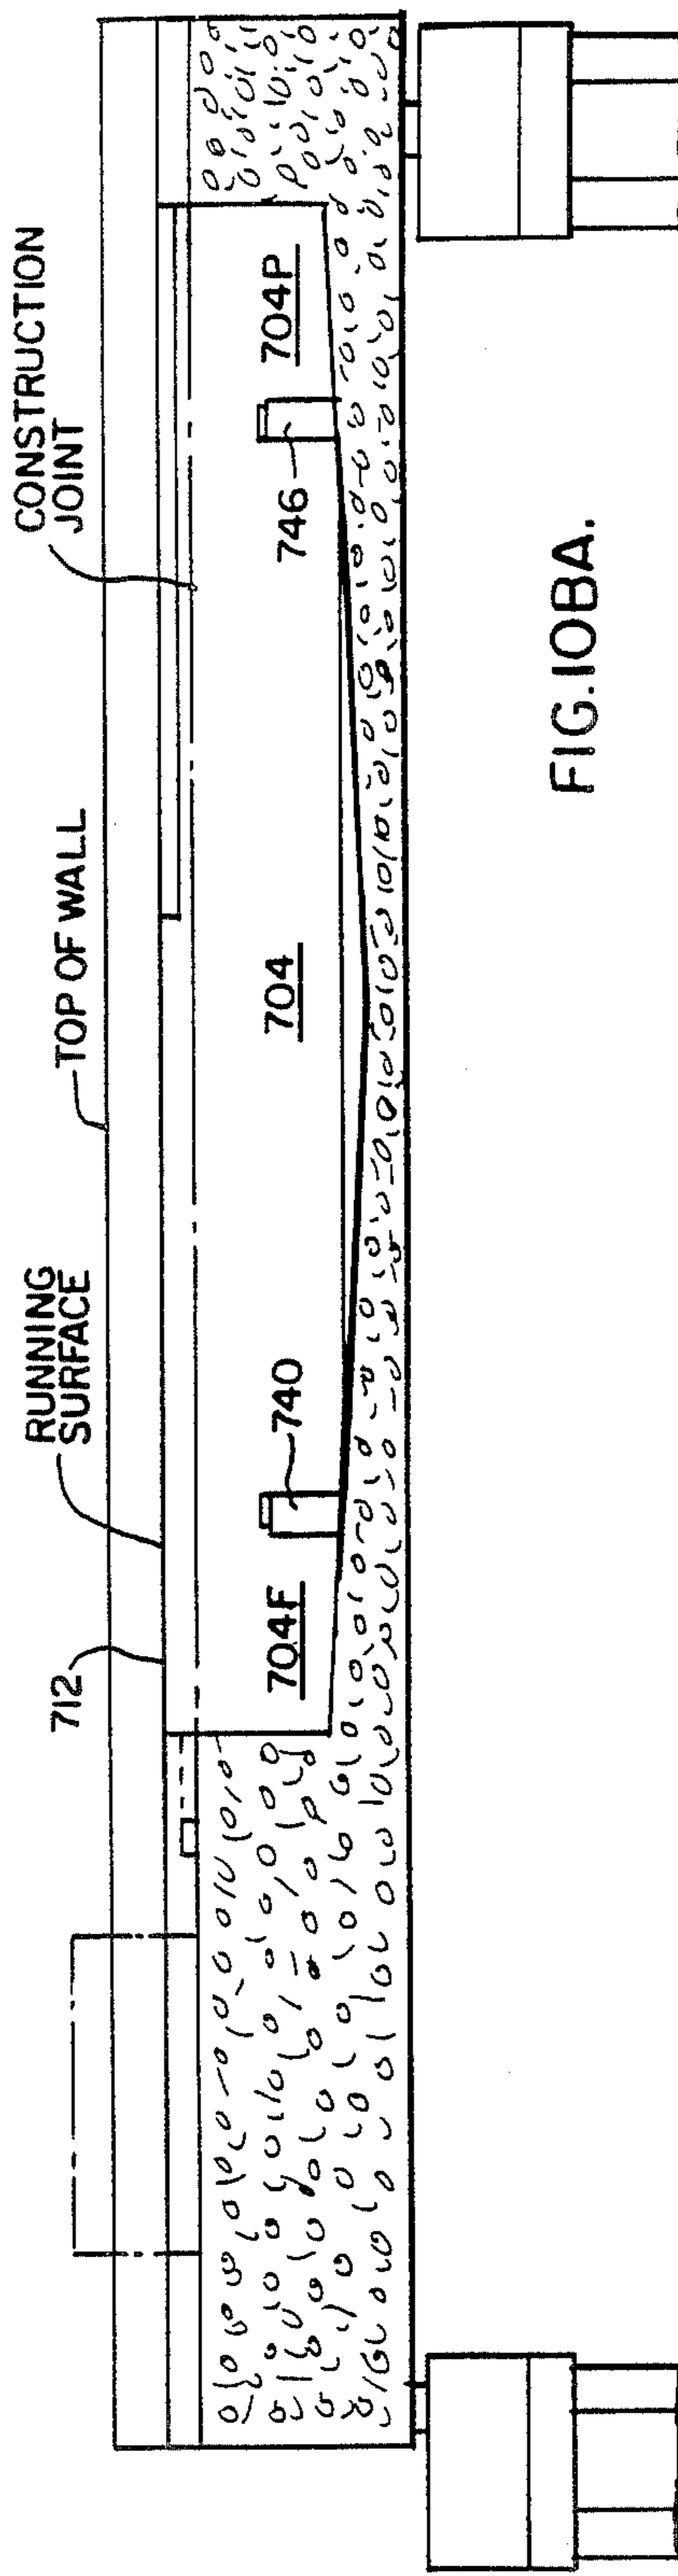 RUNNING
SURFACE
TOP OF WALL
CONSTRUCTION
JOINT
712
704F
740
704
746
704P
FIG.10BA.